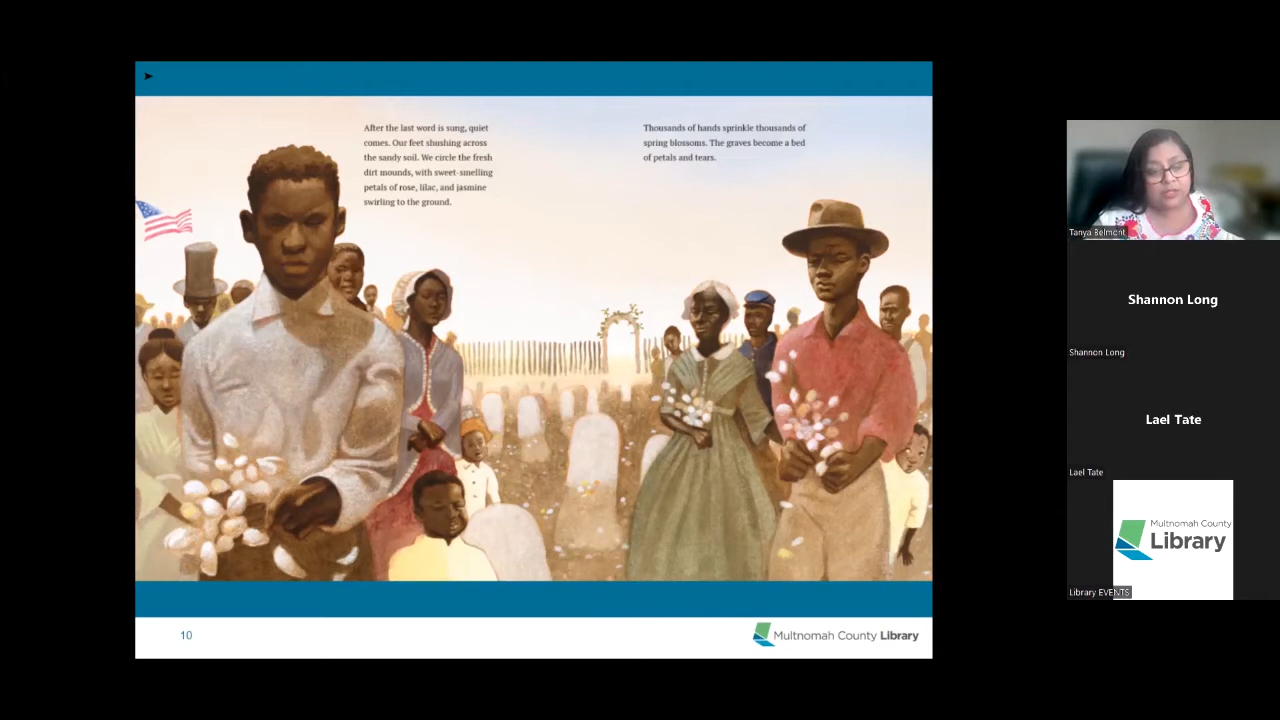 After the last word is sung, quiet
comes. Our feet shushing across
the sandy soil. We circle the fresh
dirt mounds, with sweet-smelling
petals of rose, lilac, and jasmine
swirling to the ground.
Thousands of hands sprinkle thousands of
spring blossoms. The graves become a bed
of petals and tears.
10
Multnomah County Library
Tanya Belmont
Shannon Long
Shannon Long
Lael Tate
Lael Tate
Multnomah County
Library
Library EVENTS